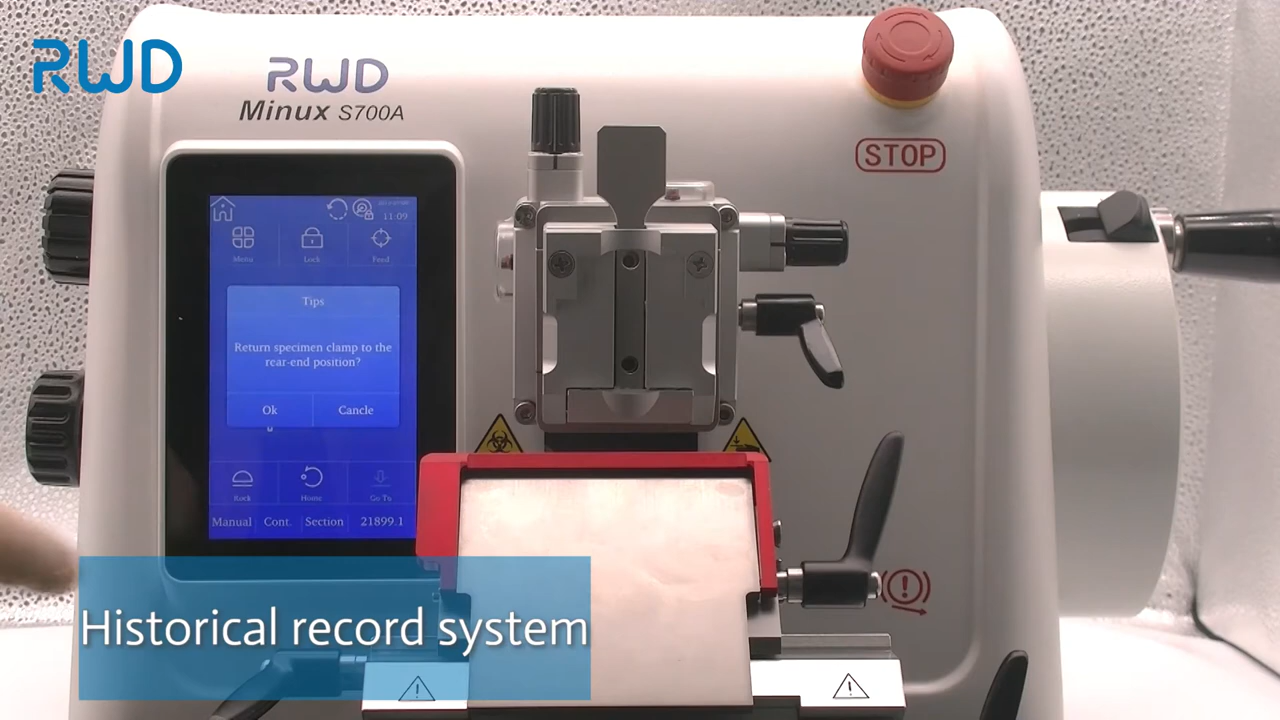 RWD
RWD
Minux S700A
STOP
11:09
Menu
Lock
Feed
Tips
Return specimen clamp to the
rear-end position?
Ok
Cancle
Rock
Home
Go To
Manual
Cont.
Section
21899.1
Historical record system